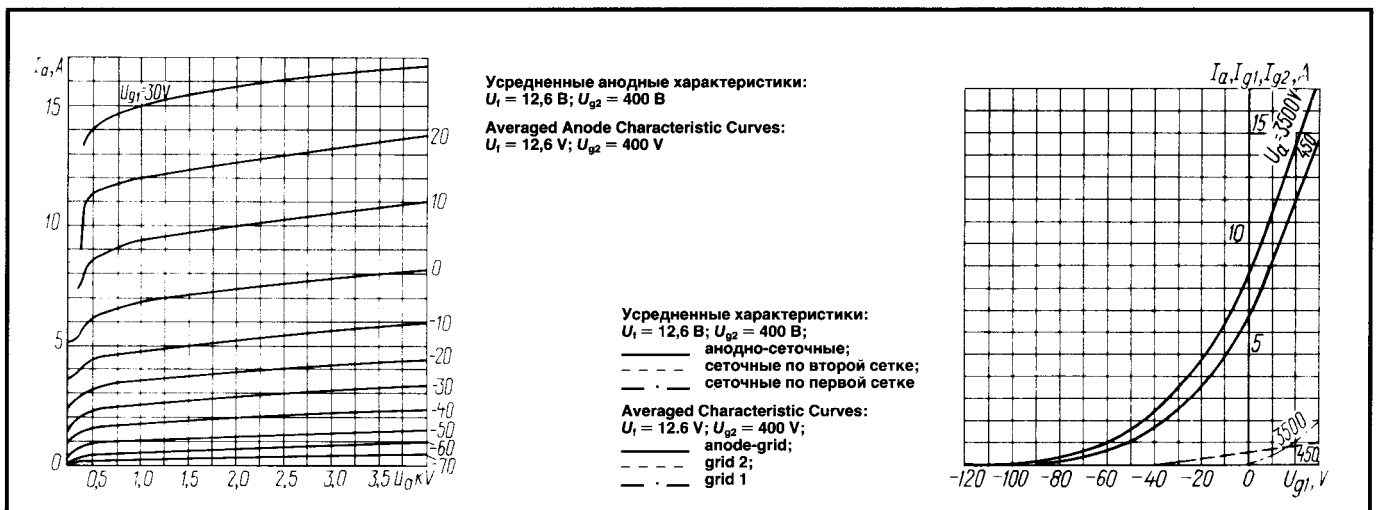 Iа, A
Ug1=30V
15
20
10
10
0
5
-10
-20
-30
-40
-50
-60
-70
0
0,5
1,0
1,5
2,0
2,5
3,0
3,5
Ua, kV
Усредненные анодные характеристики:
Uf = 12,6 В; Ug2 = 400 В
Averaged Anode Characteristic Curves:
Uf = 12,6 V; Ug2 = 400 V
Усредненные характеристики:
Uf = 12,6 В; Ug2 = 400 В;
анодно-сеточные;
сеточные по второй сетке;
сеточные по первой сетке
Averaged Characteristic Curves:
Uf = 12.6 V; Ug2 = 400 V;
anode-grid;
grid 2;
grid 1
Ia, Ig1, Ig2, A
15
Ua=3500V
450
10
5
3500
450
-120 -100 -80 -60 -40 -20 0 Ug1, V